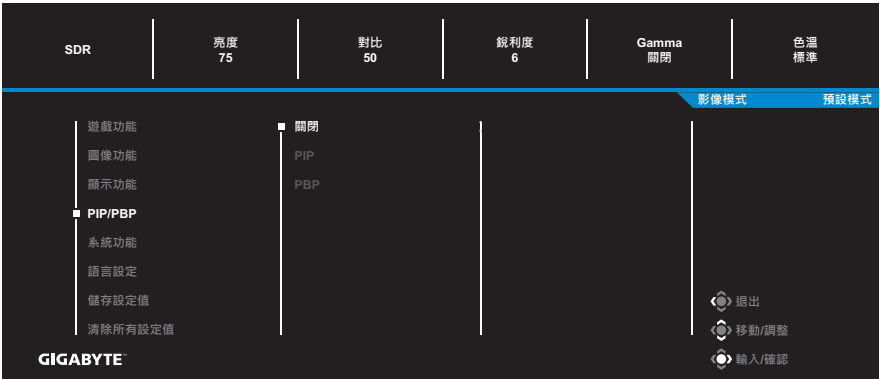 SDR
亮度
75
對比
50
銳利度
6
Gamma
關閉
色溫
標準
影像模式 預設模式
遊戲功能
圖像功能
顯示功能
PIP/PBP
系統功能
語言設定
儲存設定值
清除所有設定值
關閉
PIP
PBP
退出
移動/調整
輸入/確認
GIGABYTE™